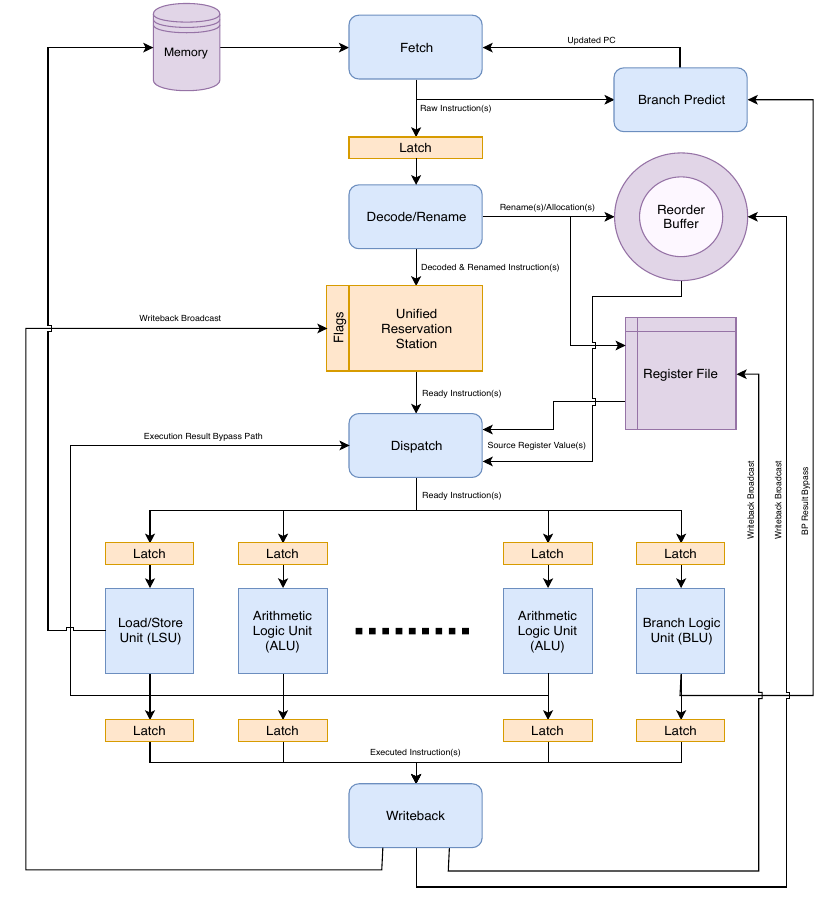 Updated PC
Memory
Fetch
Branch Predict
Raw Instruction(s)
Latch
Rename(s)/Allocation(s)
Decode/Rename
Reorder
Buffer
Decoded & Renamed Instruction(s)
Writeback Broadcast
Flags
Unified
Reservation
Station
Register File
Ready Instruction(s)
Execution Result Bypass Path
Dispatch
Source Register Value(s)
Writeback Broadcast
Writeback Broadcast
BP Result Bypass
Ready Instruction(s)
Latch
Latch
Latch
Latch
Load/Store
Unit (LSU)
Arithmetic
Logic Unit
(ALU)
Arithmetic
Logic Unit
(ALU)
Branch Logic
Unit (BLU)
Latch
Latch
Latch
Latch
Executed Instruction(s)
Writeback